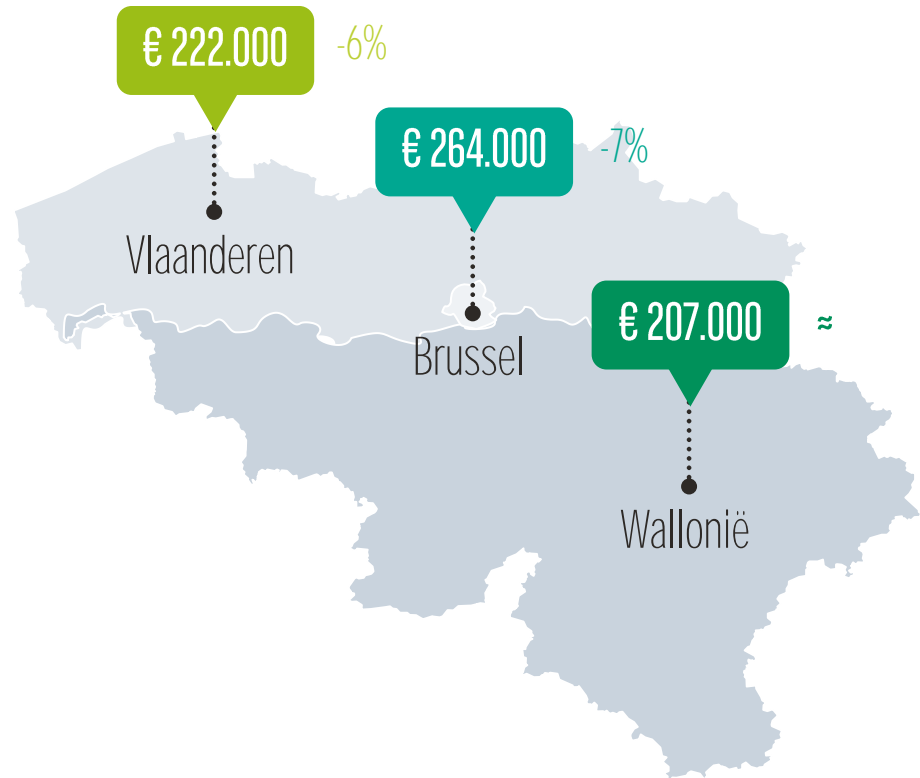 € 222.000 -6%
€ 264.000 -7%
Vlaanderen
€ 207.000 ≈
Brussel
Wallonië